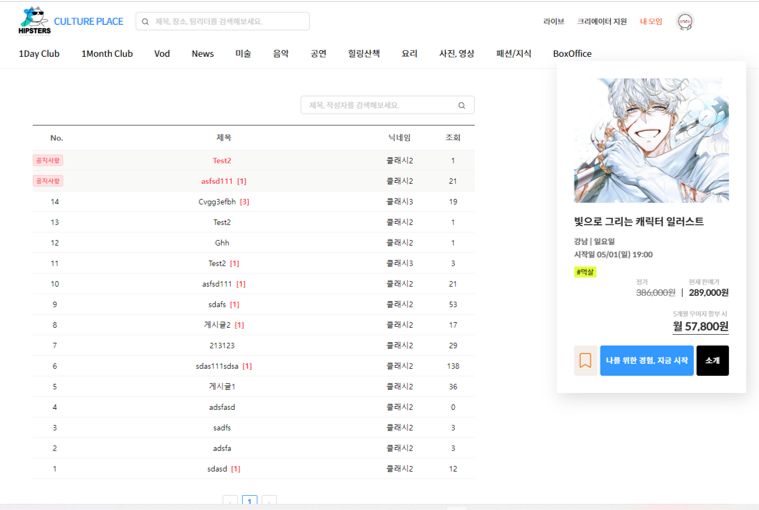 HIPSTERS
CULTURE PLACE
제목, 장소, 팀리더를 검색해보세요.
라이브 크리에이터 지원 내 모임
1Day Club 1Month Club Vod News 미술 음악 공연 힐링산책 요리 사진, 영상 패션/지식 BoxOffice
제목, 작성자를 검색해보세요.
No. 제목 닉네임 조회
공지사항 Test2 클래시2 1
공지사항 asfsd111 [1] 클래시2 21
14 Cvgg3efbh [3] 클래시3 19
13 Test2 클래시2 1
12 Ghh 클래시2 1
11 Test2 [1] 클래시3 3
10 asfsd111 [1] 클래시2 21
9 sdafs [1] 클래시2 53
8 게시글2 [1] 클래시2 17
7 213123 클래시2 29
6 sdas111sdsa [1] 클래시2 138
5 게시글1 클래시2 36
4 adsfasd 클래시2 0
3 sadfs 클래시2 3
2 adsfa 클래시2 3
1 sdasd [1] 클래시2 12
1
빛으로 그리는 캐릭터 일러스트
강남 | 일요일
시작일 05/01(일) 19:00
#먹살
정가 현재 판매가
386,000원 | 289,000원
5개월 무이자 할부 시
월 57,800원
나를 위한 경험, 지금 시작 소개